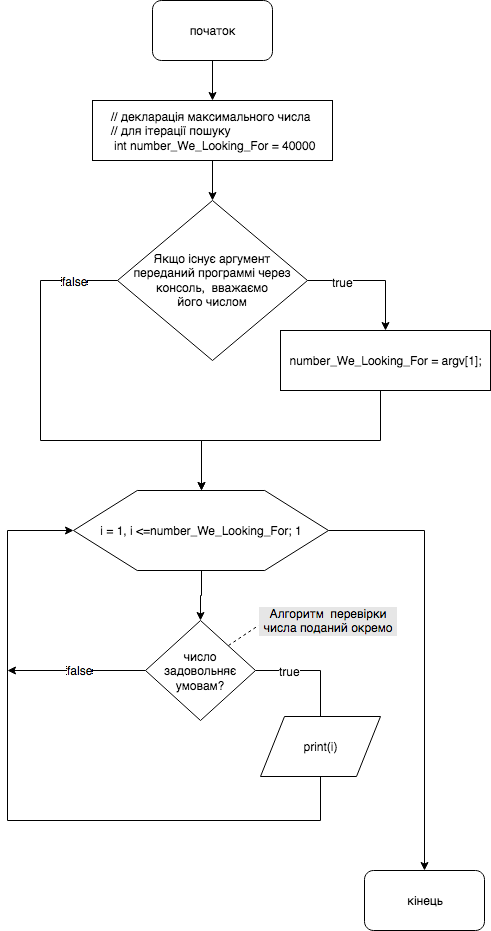 початок
// декларація максимального числа
// для ітерації пошуку
int number_We_Looking_For = 40000
Якщо існує аргумент
переданий программі через
консоль, вважаємо
його числом
false
true
number_We_Looking_For = argv[1];
i = 1, i <=number_We_Looking_For; 1
Алгоритм перевірки
числа поданий окремо
число
задовольняє
умовам?
false
true
print(i)
кінець